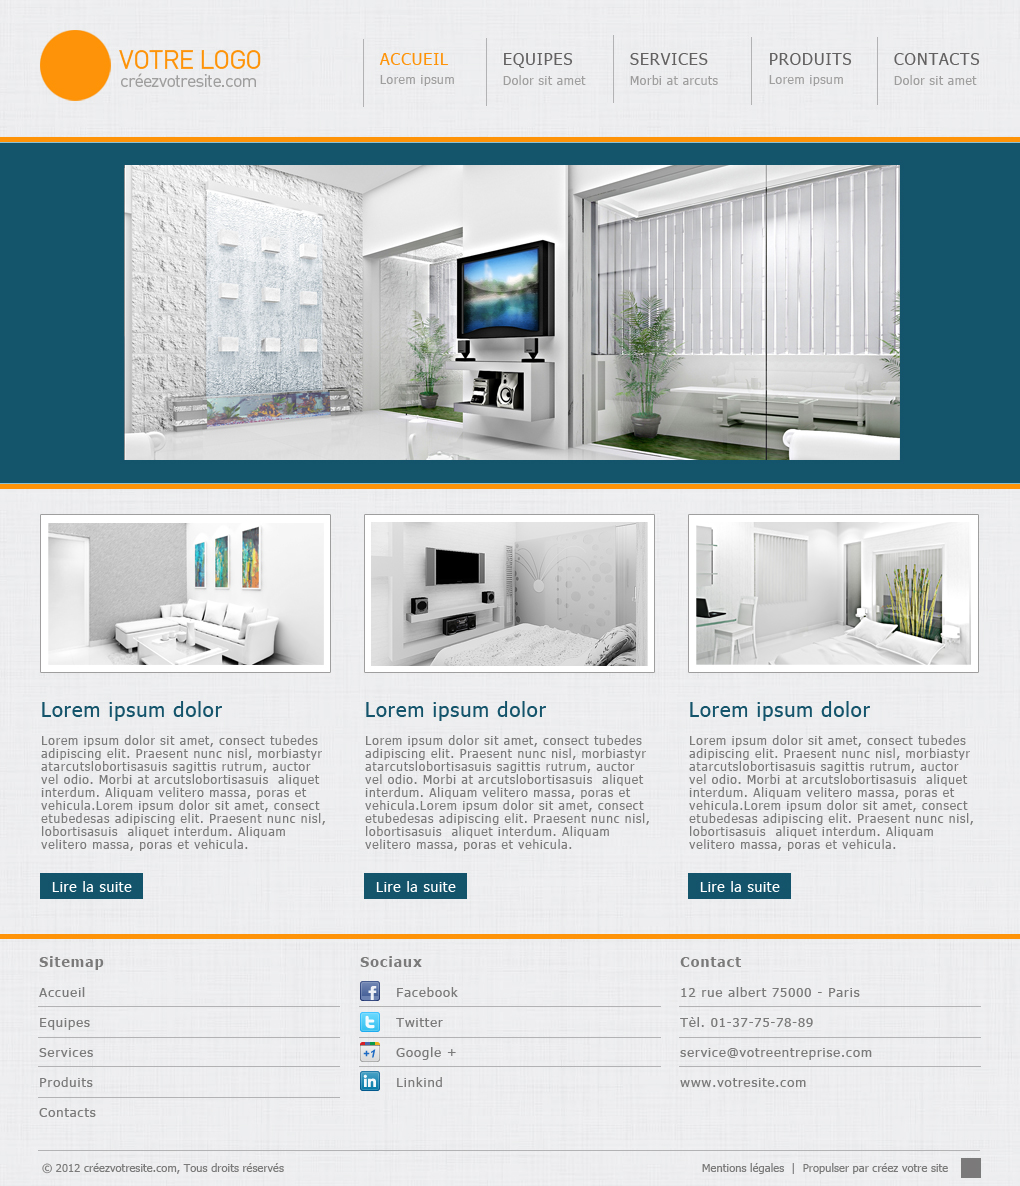 VOTRE LOGO
créezvotresite.com
ACCUEIL
Lorem ipsum
EQUIPES
Dolor sit amet
SERVICES
Morbi at arcuts
PRODUITS
Lorem ipsum
CONTACTS
Dolor sit amet
Lorem ipsum dolor
Lorem ipsum dolor sit amet, consect tubedes
adipiscing elit. Praesent nunc nisl, morbiastyr
atarcutslobortisasuis sagittis rutrum, auctor
vel odio. Morbi at arcutslobortisasuis aliquet
interdum. Aliquam velitero massa, poras et
vehicula.Lorem ipsum dolor sit amet, consect
etubedesas adipiscing elit. Praesent nunc nisl,
lobortisasuis aliquet interdum. Aliquam
velitero massa, poras et vehicula.
Lire la suite
Lorem ipsum dolor
Lorem ipsum dolor sit amet, consect tubedes
adipiscing elit. Praesent nunc nisl, morbiastyr
atarcutslobortisasuis sagittis rutrum, auctor
vel odio. Morbi at arcutslobortisasuis aliquet
interdum. Aliquam velitero massa, poras et
vehicula.Lorem ipsum dolor sit amet, consect
etubedesas adipiscing elit. Praesent nunc nisl,
lobortisasuis aliquet interdum. Aliquam
velitero massa, poras et vehicula.
Lire la suite
Lorem ipsum dolor
Lorem ipsum dolor sit amet, consect tubedes
adipiscing elit. Praesent nunc nisl, morbiastyr
atarcutslobortisasuis sagittis rutrum, auctor
vel odio. Morbi at arcutslobortisasuis aliquet
interdum. Aliquam velitero massa, poras et
vehicula.Lorem ipsum dolor sit amet, consect
etubedesas adipiscing elit. Praesent nunc nisl,
lobortisasuis aliquet interdum. Aliquam
velitero massa, poras et vehicula.
Lire la suite
Sitemap
Accueil
Equipes
Services
Produits
Contacts
Sociaux
f Facebook
t Twitter
+1 Google +
in Linkind
Contact
12 rue albert 75000 - Paris
Tèl. 01-37-75-78-89
service@votreentreprise.com
www.votresite.com
© 2012 créezvotresite.com, Tous droits réservés
Mentions légales | Propulser par créez votre site